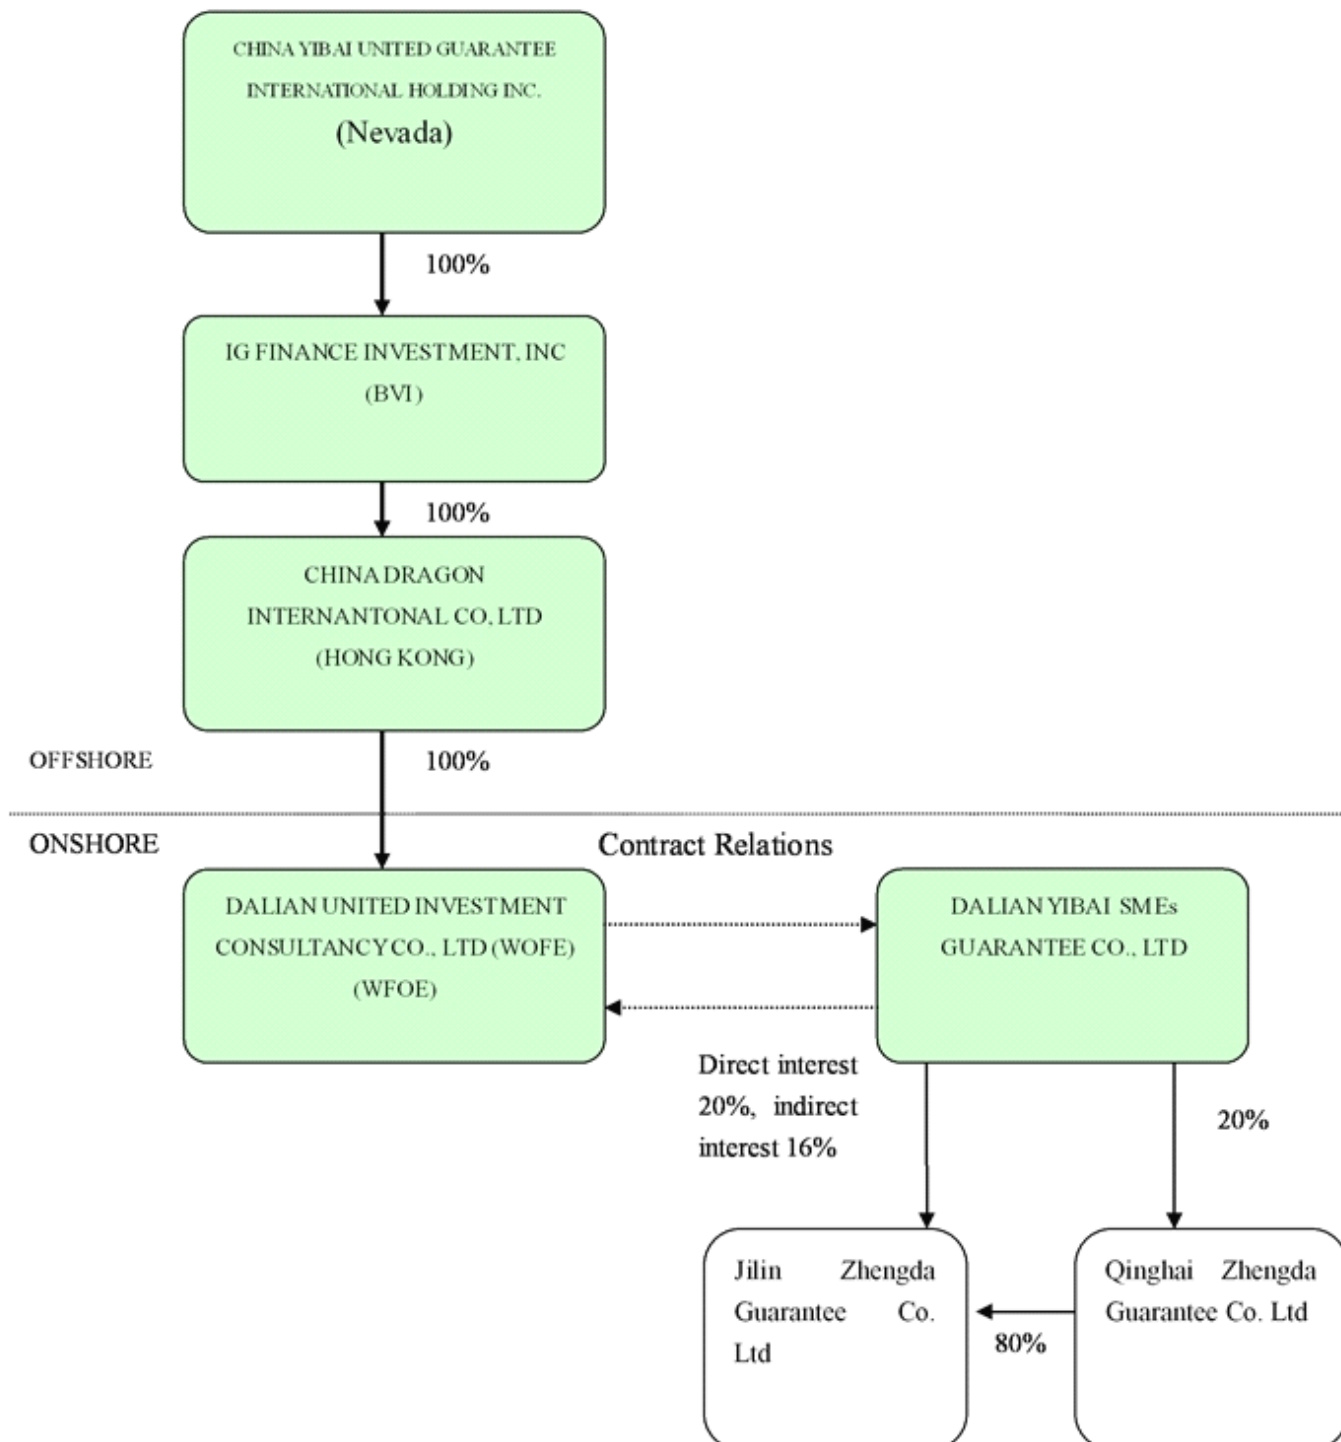 CHINA YIBAI UNITED GUARANTEE
INTERNATIONAL HOLDING INC.
(Nevada)
100%
IG FINANCE INVESTMENT, INC
(BVI)
100%
CHINA DRAGON
INTERNANTONAL CO, LTD
(HONG KONG)
OFFSHORE
100%
ONSHORE
Contract Relations
DALIAN UNITED INVESTMENT
CONSULTANCY CO., LTD (WOFE)
(WFOE)
DALIAN YIBAI SMEs
GUARANTEE CO., LTD
Direct interest
20%, indirect
interest 16%
20%
Jilin Zhengda
Guarantee Co.
Ltd
Qinghai Zhengda
Guarantee Co. Ltd
80%